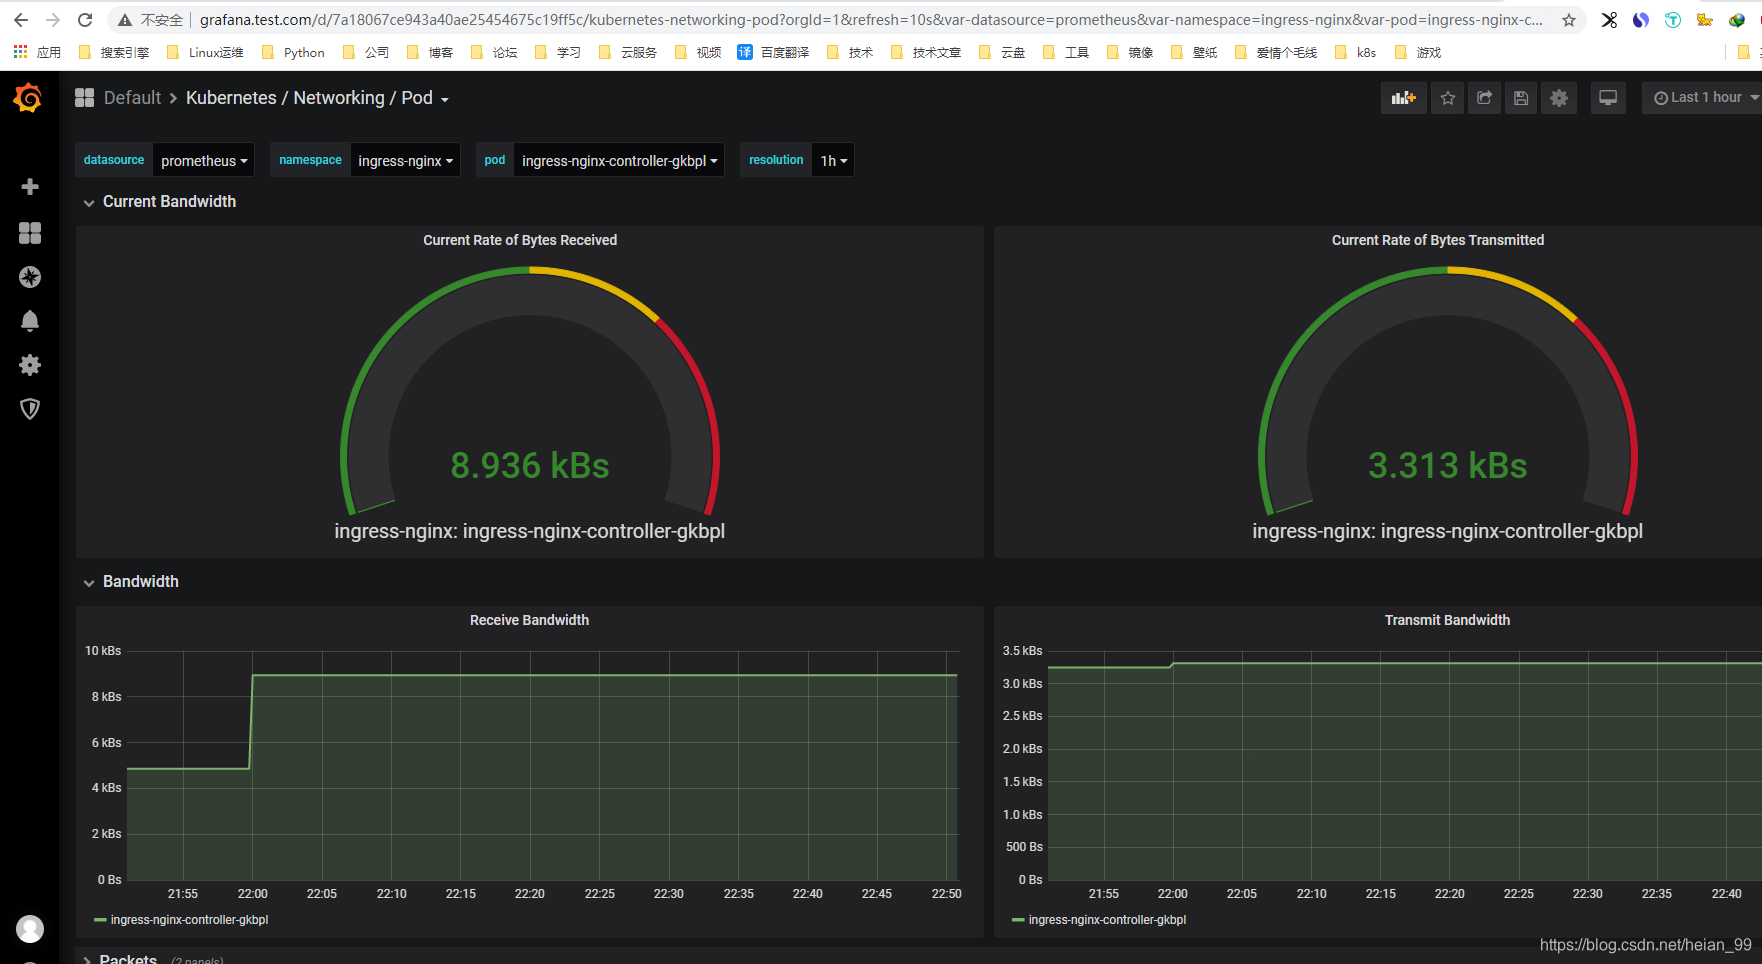 不安全 grafana.test.com/d/7a18067ce943a40ae25454675c19ff5c/kubernetes-networking-pod?orgId=1&refresh=10s&var-datasource=prometheus&var-namespace=ingress-nginx&var-pod=ingress-nginx-c...
应用 搜索引擎 Linux运维 Python 公司 博客 论坛 学习 云服务 视频 译 百度翻译 技术 技术文章 云盘 工具 镜像 壁纸 爱情个毛线 k8s 游戏
Default > Kubernetes / Networking / Pod Last 1 hour
datasource prometheus namespace ingress-nginx pod ingress-nginx-controller-gkbpl resolution 1h
Current Bandwidth
Current Rate of Bytes Received
8.936 kBs
ingress-nginx: ingress-nginx-controller-gkbpl
Current Rate of Bytes Transmitted
3.313 kBs
ingress-nginx: ingress-nginx-controller-gkbpl
Bandwidth
Receive Bandwidth
10 kBs
8 kBs
6 kBs
4 kBs
2 kBs
0 Bs
21:55 22:00 22:05 22:10 22:15 22:20 22:25 22:30 22:35 22:40 22:45 22:50
ingress-nginx-controller-gkbpl
Transmit Bandwidth
3.5 kBs
3.0 kBs
2.5 kBs
2.0 kBs
1.5 kBs
1.0 kBs
500 Bs
0 Bs
21:55 22:00 22:05 22:10 22:15 22:20 22:25 22:30 22:35 22:40
ingress-nginx-controller-gkbpl
Packets (2 panels)
https://blog.csdn.net/heian_99